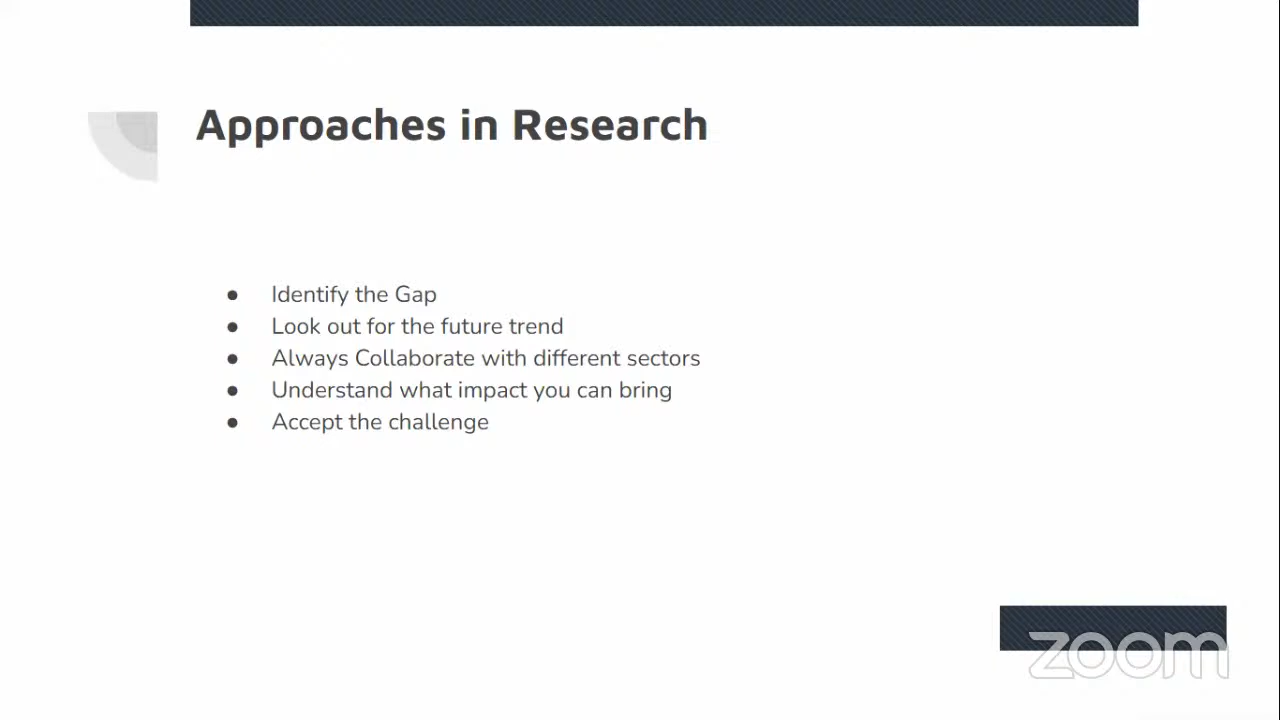 Approaches in Research
● Identify the Gap
● Look out for the future trend
● Always Collaborate with different sectors
● Understand what impact you can bring
● Accept the challenge
zoom